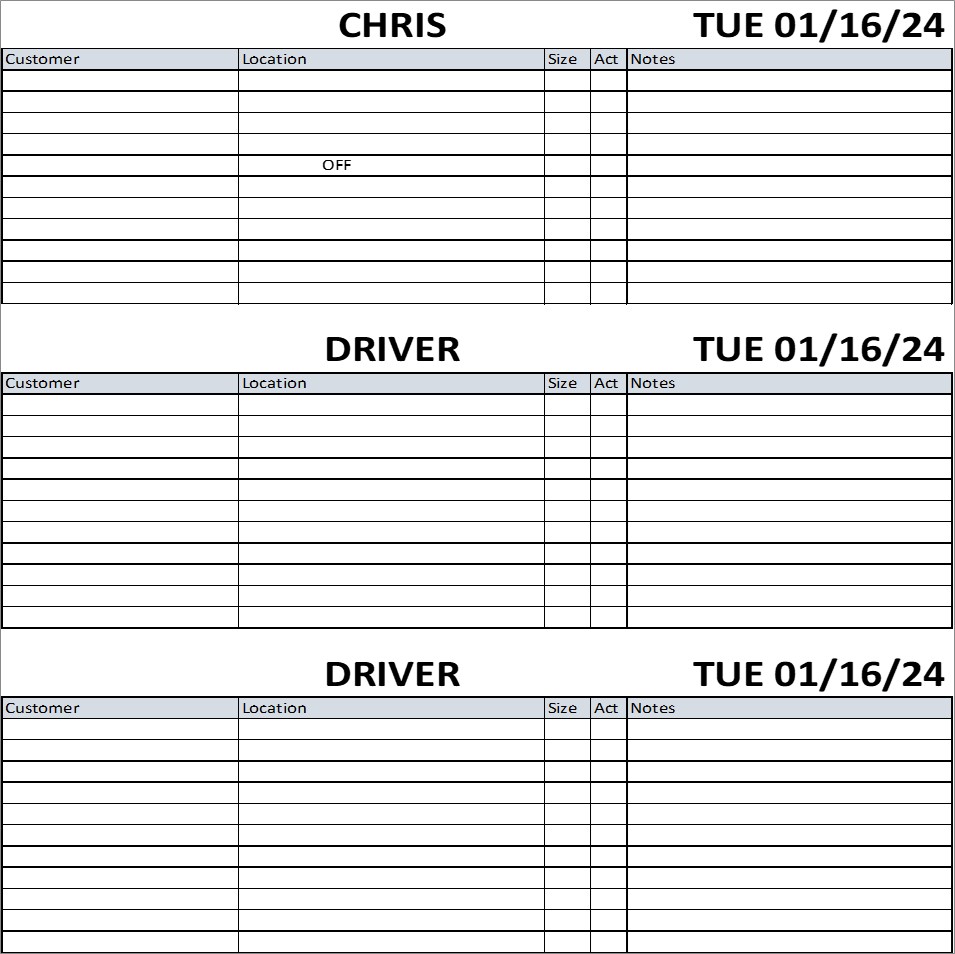 CHRIS TUE 01/16/24
Customer Location Size Act Notes
OFF
DRIVER TUE 01/16/24
Customer Location Size Act Notes
DRIVER TUE 01/16/24
Customer Location Size Act Notes